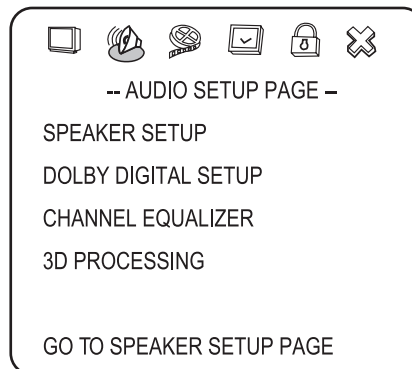 -- AUDIO SETUP PAGE –
SPEAKER SETUP
DOLBY DIGITAL SETUP
CHANNEL EQUALIZER
3D PROCESSING
GO TO SPEAKER SETUP PAGE